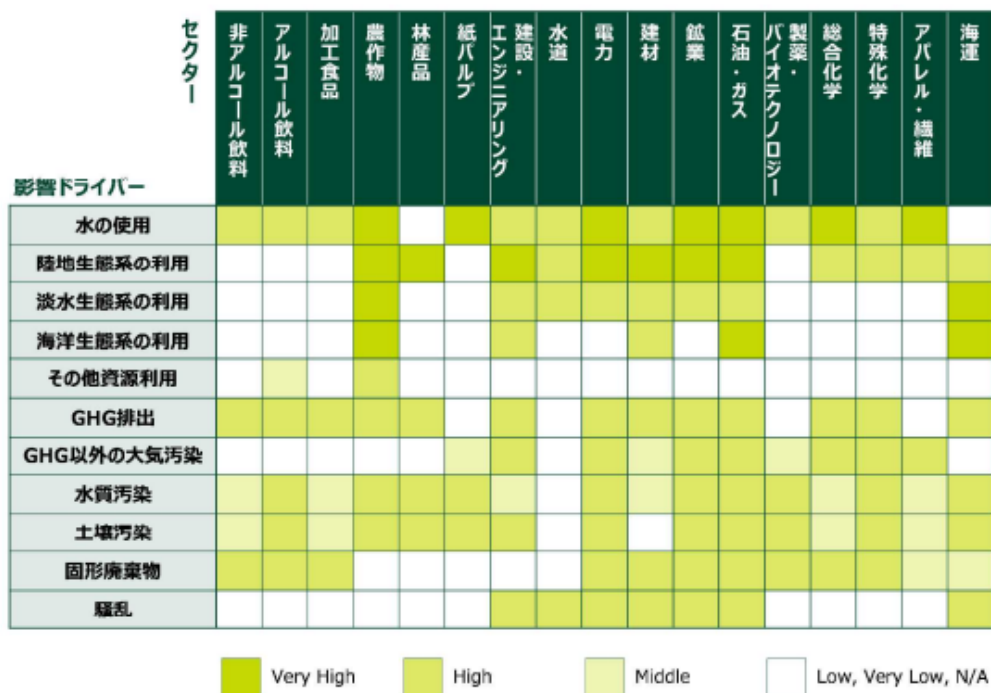 セクター
非アルコール飲料
アルコール飲料
加工食品
農作物
林産品
紙パルプ
建設・
エンジニアリング
水道
電力
建材
鉱業
石油・ガス
製薬・
バイオテクノロジー
総合化学
特殊化学
アパレル・繊維
海運
影響ドライバー
水の使用
陸地生態系の利用
淡水生態系の利用
海洋生態系の利用
その他資源利用
GHG排出
GHG以外の大気汚染
水質汚染
土壌汚染
固形廃棄物
騒乱
Very High
High
Middle
Low, Very Low, N/A